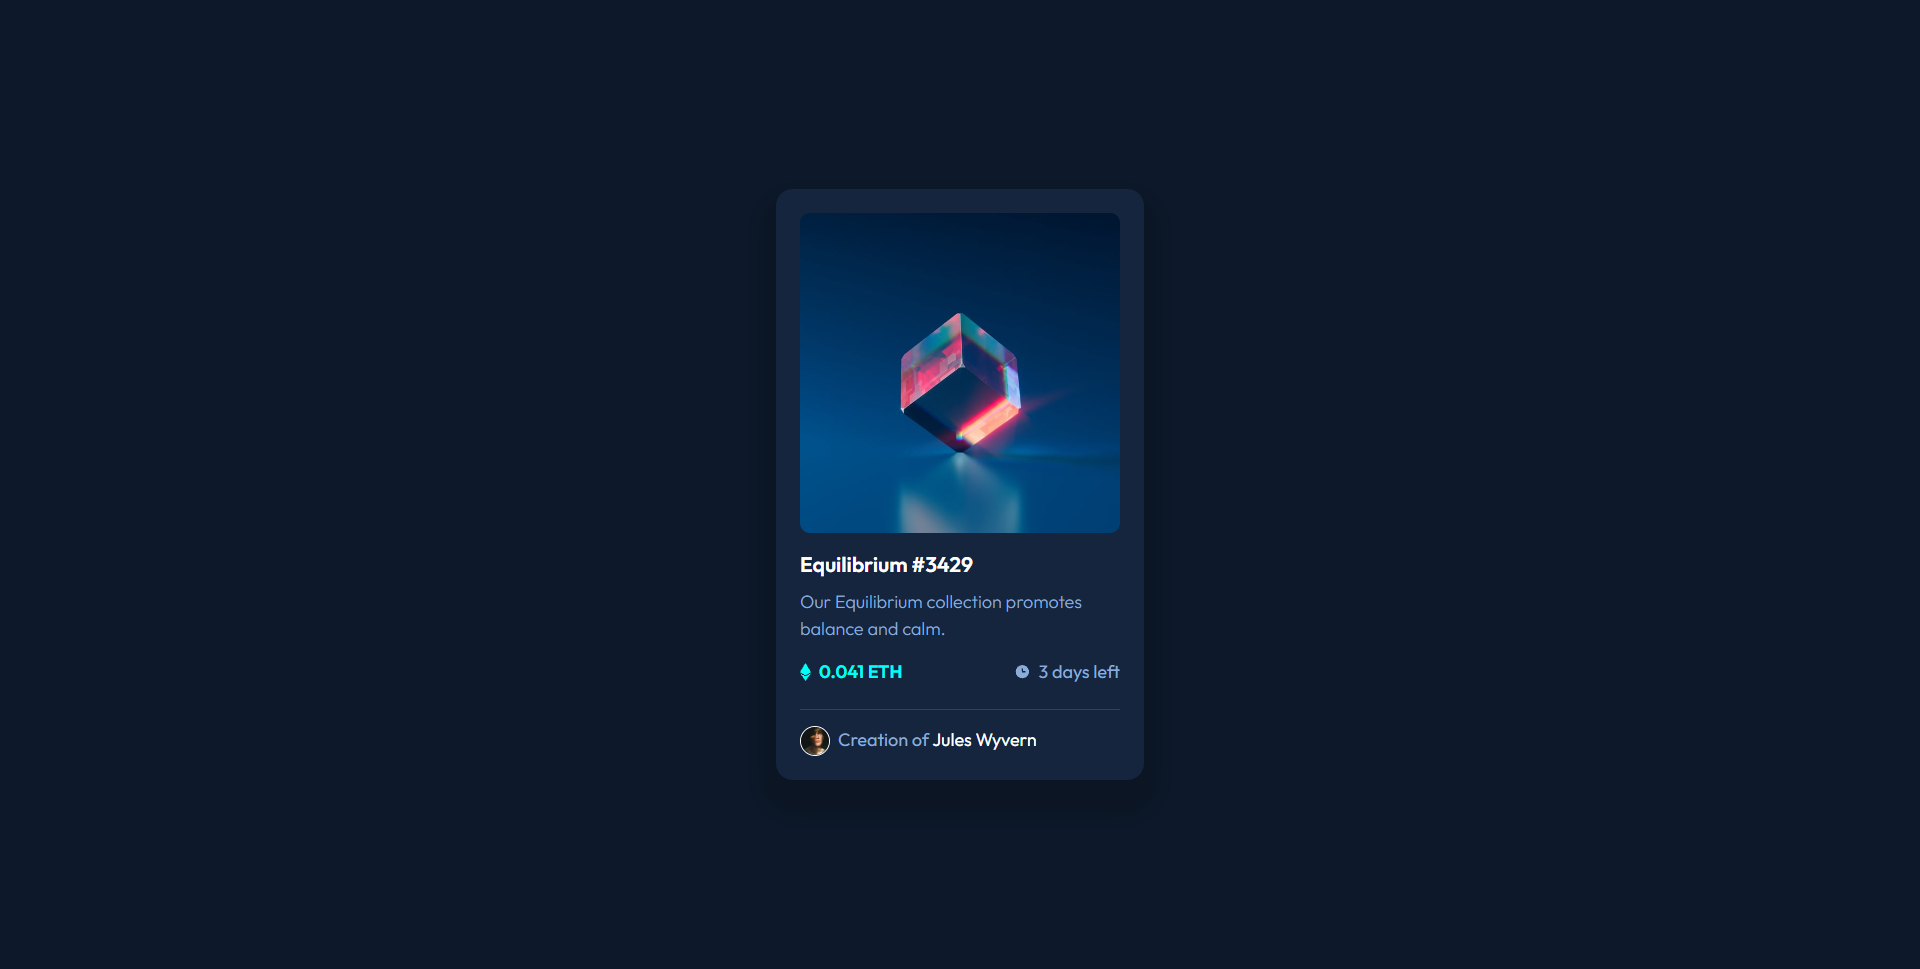 Equilibrium #3429
Our Equilibrium collection promotes
balance and calm.
0.041 ETH
3 days left
Creation of Jules Wyvern